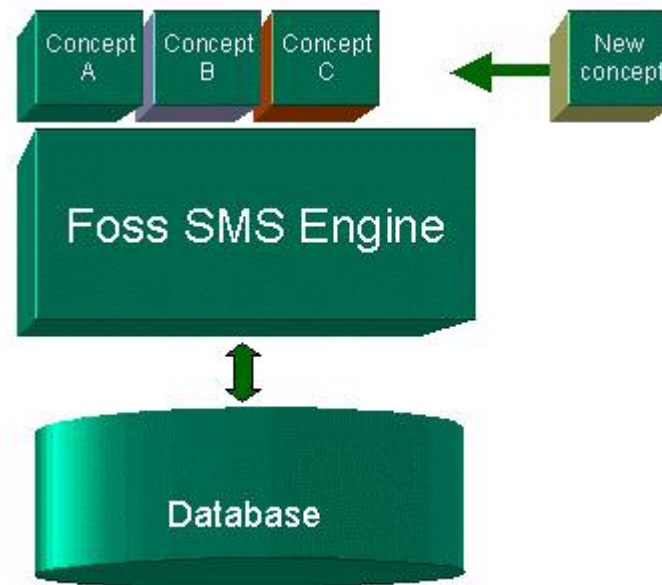 Concept
A
Concept
B
Concept
C
New
concept
Foss SMS Engine
Database